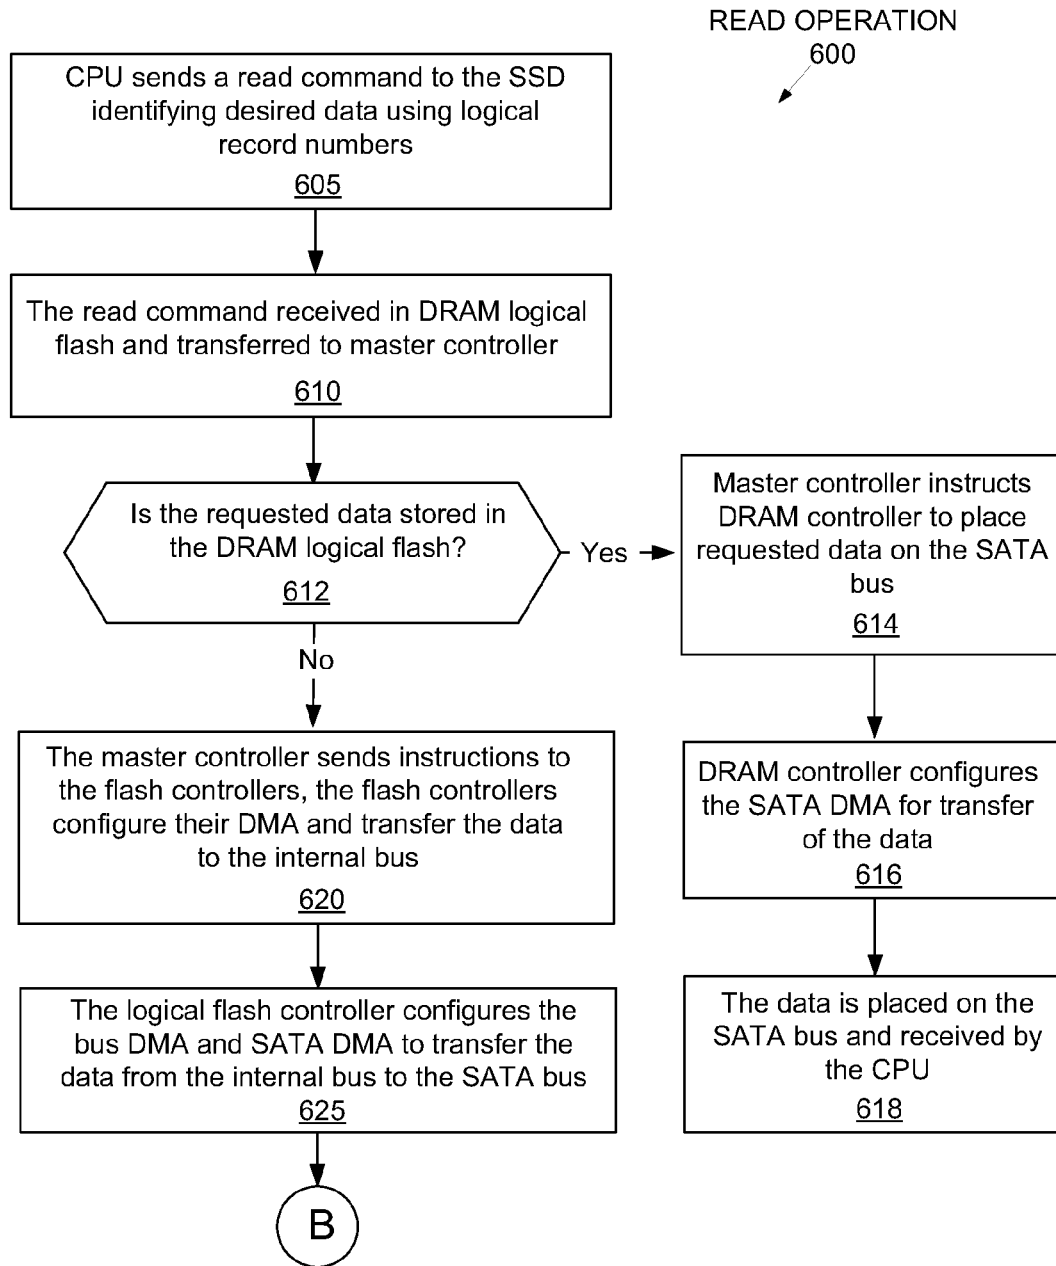 READ OPERATION
600
CPU sends a read command to the SSD
identifying desired data using logical
record numbers
605
The read command received in DRAM logical
flash and transferred to master controller
610
Is the requested data stored in
the DRAM logical flash?
612
Yes
No
Master controller instructs
DRAM controller to place
requested data on the SATA
bus
614
DRAM controller configures
the SATA DMA for transfer
of the data
616
The data is placed on the
SATA bus and received by
the CPU
618
The master controller sends instructions to
the flash controllers, the flash controllers
configure their DMA and transfer the data
to the internal bus
620
The logical flash controller configures the
bus DMA and SATA DMA to transfer the
data from the internal bus to the SATA bus
625
B